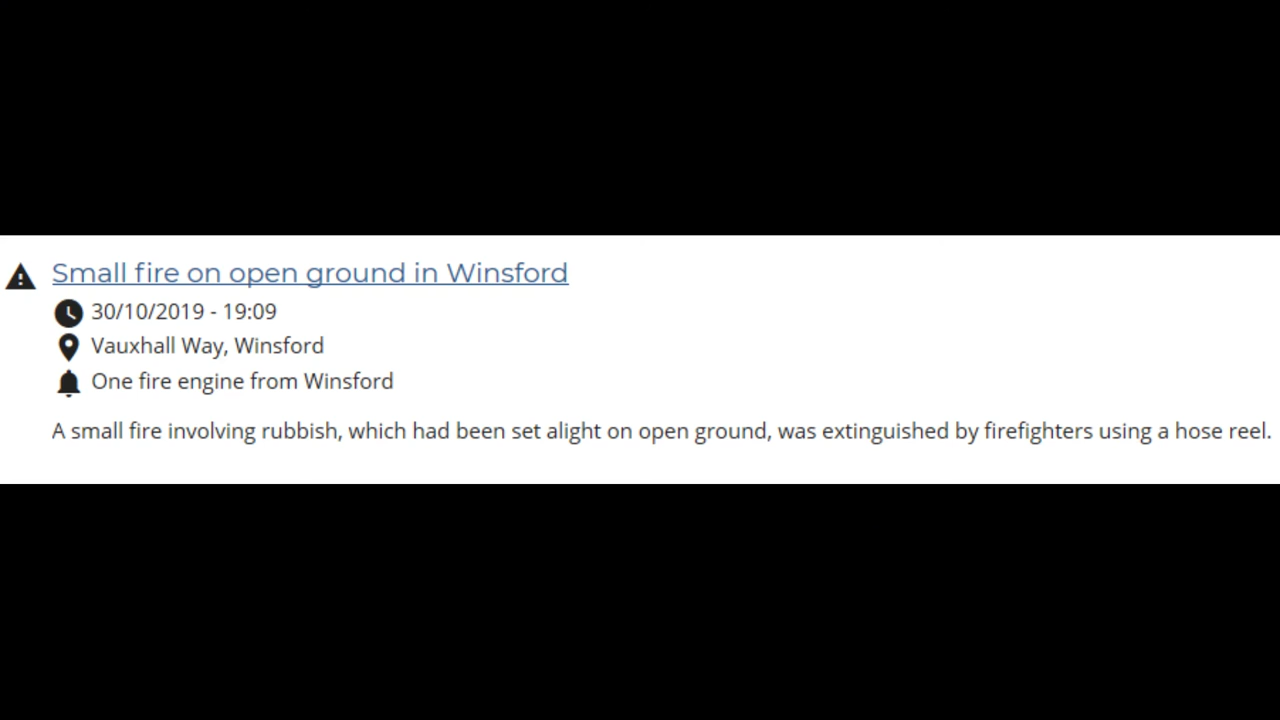 Small fire on open ground in Winsford
30/10/2019 - 19:09
Vauxhall Way, Winsford
One fire engine from Winsford
A small fire involving rubbish, which had been set alight on open ground, was extinguished by firefighters using a hose reel.